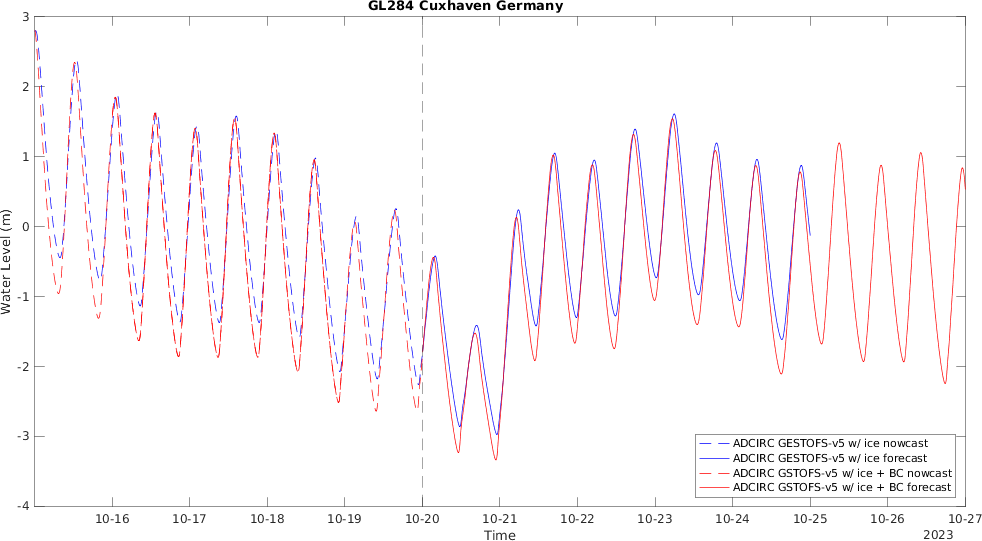 GL284 Cuxhaven Germany
3
2
1
0
-1
-2
-3
-4
Water Level (m)
ADCIRC GESTOFS-v5 w/ ice nowcast
ADCIRC GESTOFS-v5 w/ ice forecast
ADCIRC GSTOFS-v5 w/ ice + BC nowcast
ADCIRC GSTOFS-v5 w/ ice + BC forecast
10-16 10-17 10-18 10-19 10-20 10-21 10-22 10-23 10-24 10-25 10-26 10-27
Time
2023